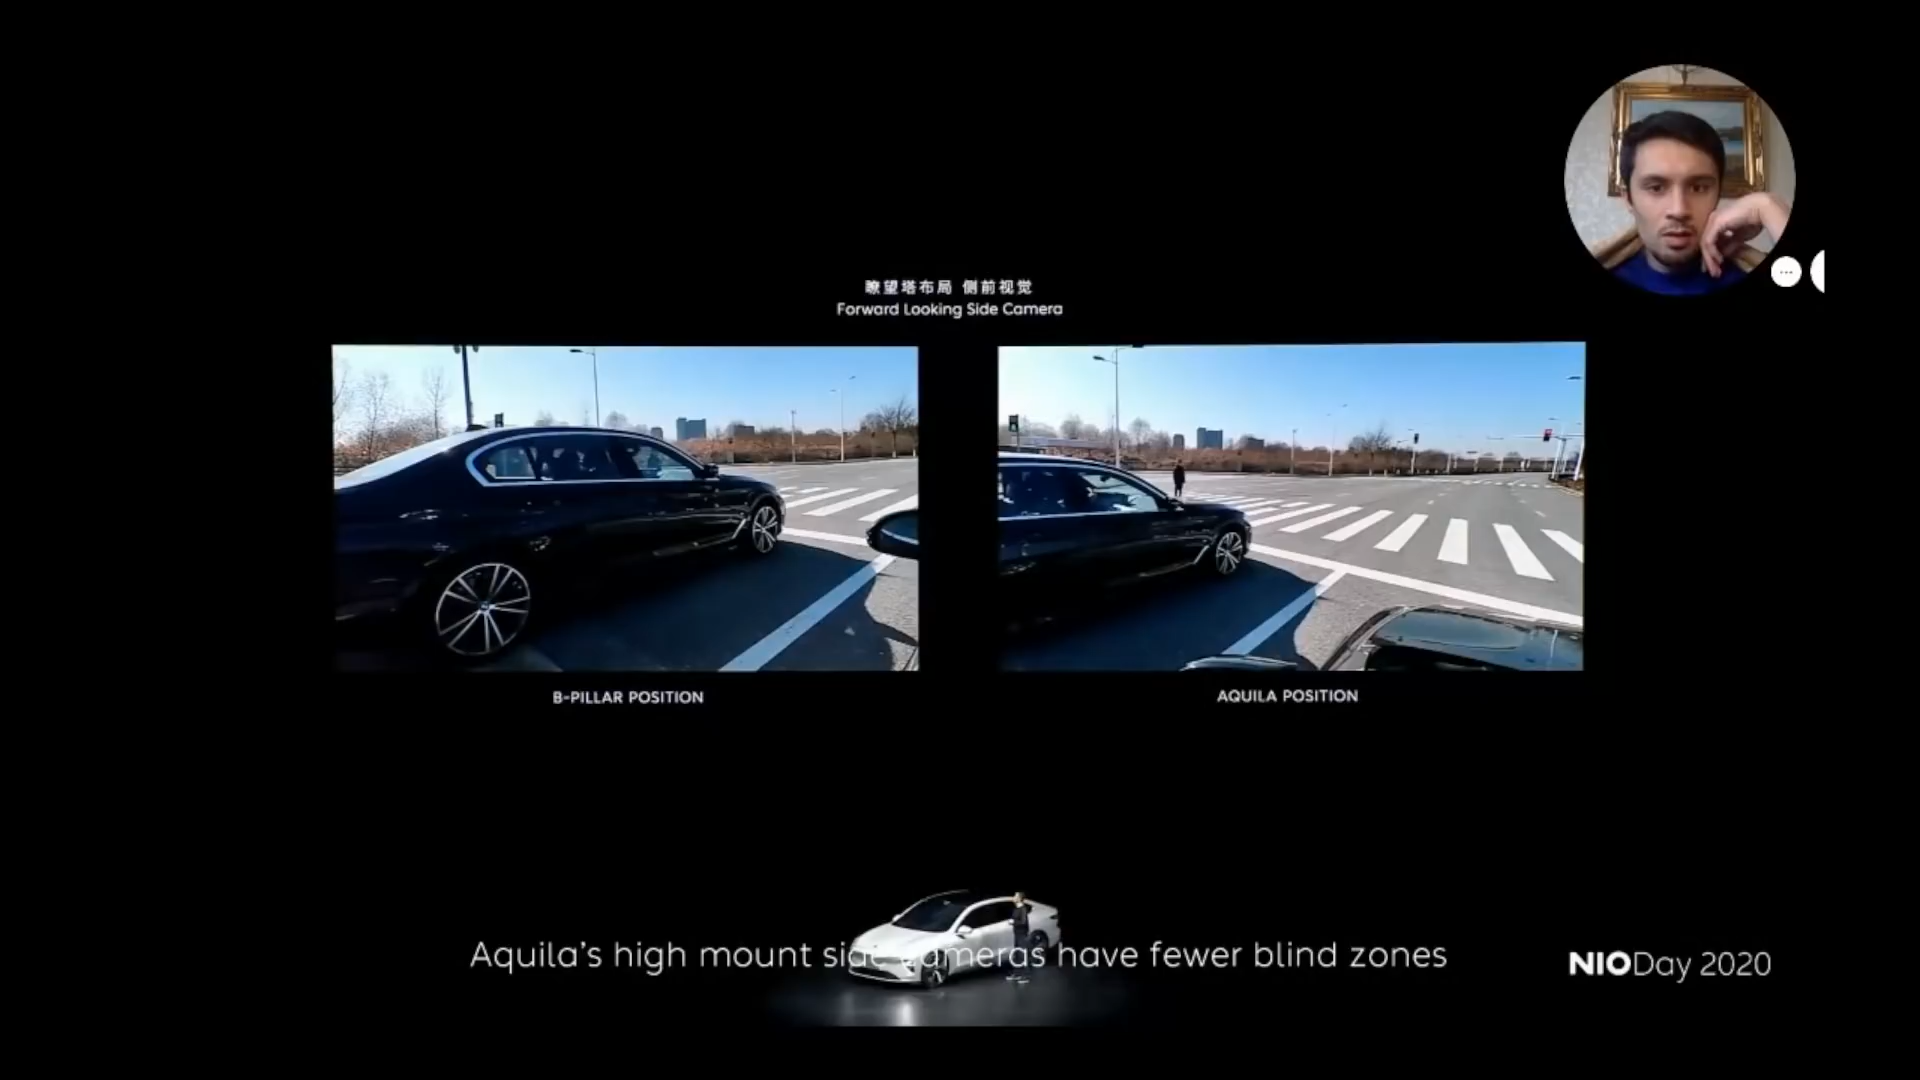 瞭望塔布局 侧前视觉
Forward Looking Side Camera
B-PILLAR POSITION
AQUILA POSITION
Aquila's high mount side cameras have fewer blind zones
NIODay 2020